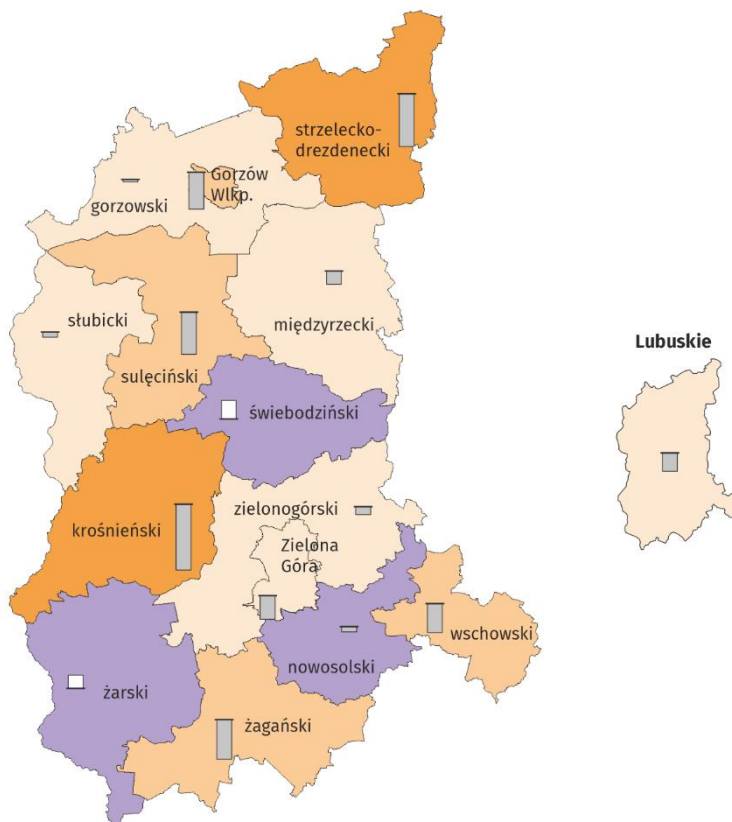 strzelecko-
drezdenecki
Gorzów
Wlkp.
gorzowski
słubicki
międzyrzecki
sulęciński
Lubuskie
świebodziński
zielonogórski
krośnieński
Zielona
Góra
wschowski
nowosolski
żarski
żagański